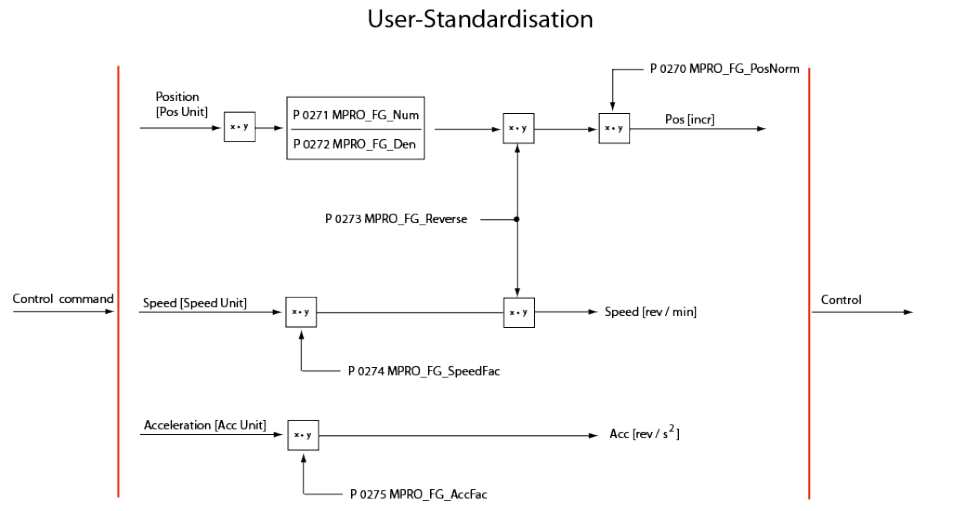 User-Standardisation
P 0270 MPRO_FG_PosNorm
Position
[Pos Unit]
x • y
P 0271 MPRO_FG_Num
P 0272 MPRO_FG_Den
x • y
x • y
Pos [incr]
P 0273 MPRO_FG_Reverse
Control command
Speed [Speed Unit]
x • y
x • y
Speed [rev / min]
Control
P 0274 MPRO_FG_SpeedFac
Acceleration [Acc Unit]
x • y
Acc [rev / s²]
P 0275 MPRO_FG_AccFac